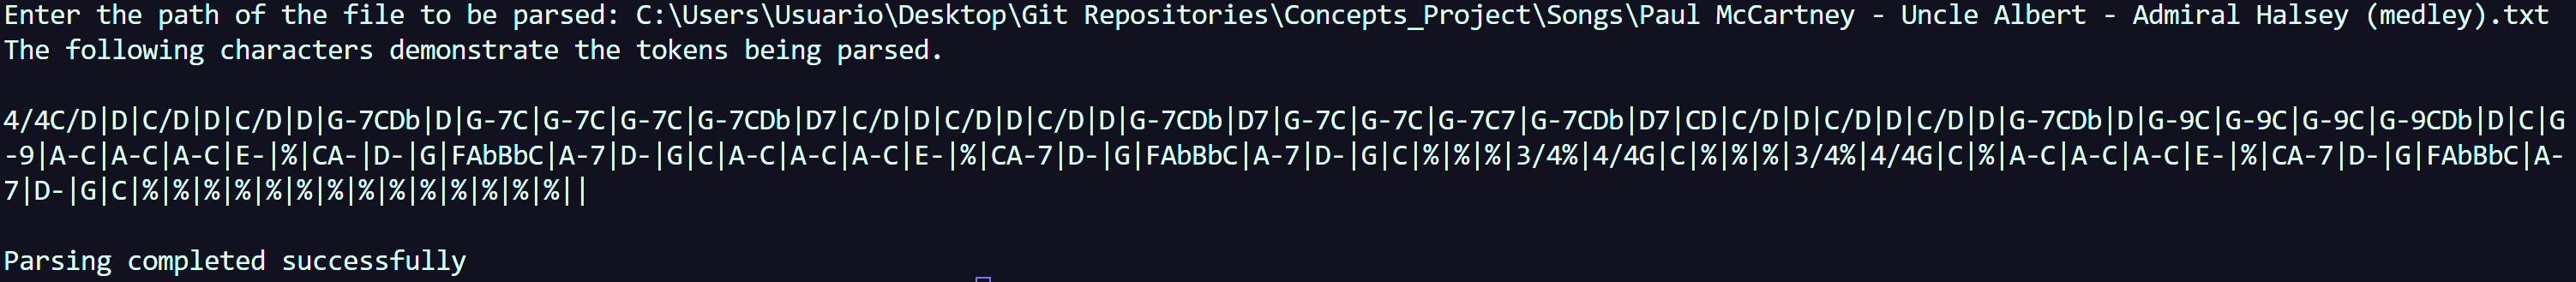 Enter the path of the file to be parsed: C:\Users\Usuario\Desktop\Git Repositories\Concepts_Project\Songs\Paul McCartney - Uncle Albert - Admiral Halsey (medley).txt
The following characters demonstrate the tokens being parsed.
4/4C/D|D|C/D|D|C/D|D|G-7CDb|D|G-7C|G-7C|G-7C|G-7CDb|D7|C/D|D|C/D|D|C/D|D|G-7CDb|D7|G-7C|G-7C|G-7C7|G-7CDb|D7|CD|C/D|D|C/D|D|C/D|D|G-7CDb|D|G-9C|G-9C|G-9C|G-9CDb|D|C|G
-9|A-C|A-C|A-C|E-|%|CA-|D-|G|FAbBbC|A-7|D-|G|C|A-C|A-C|A-C|E-|%|CA-7|D-|G|FAbBbC|A-7|D-|G|C|%|%|%|3/4%|4/4G|C|%|%|%|3/4%|4/4G|C|%|A-C|A-C|A-C|E-|%|CA-7|D-|G|FAbBbC|A-
7|D-|G|C|%|%|%|%|%|%|%|%|%|%|%|%|%|%||
Parsing completed successfully